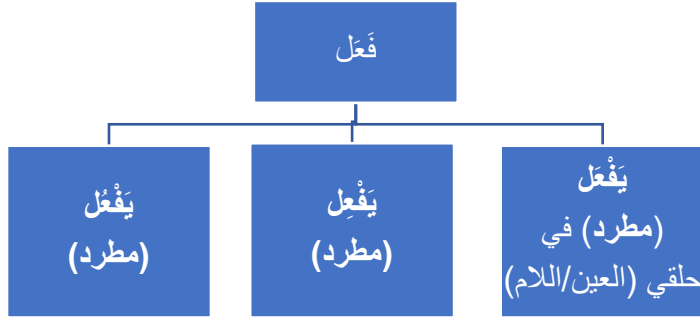 فَعَل
يَفْعَل
(مطرد) في
حلقي (العين/اللام)
يَفْعِل
(مطرد)
يَفْعُل
(مطرد)